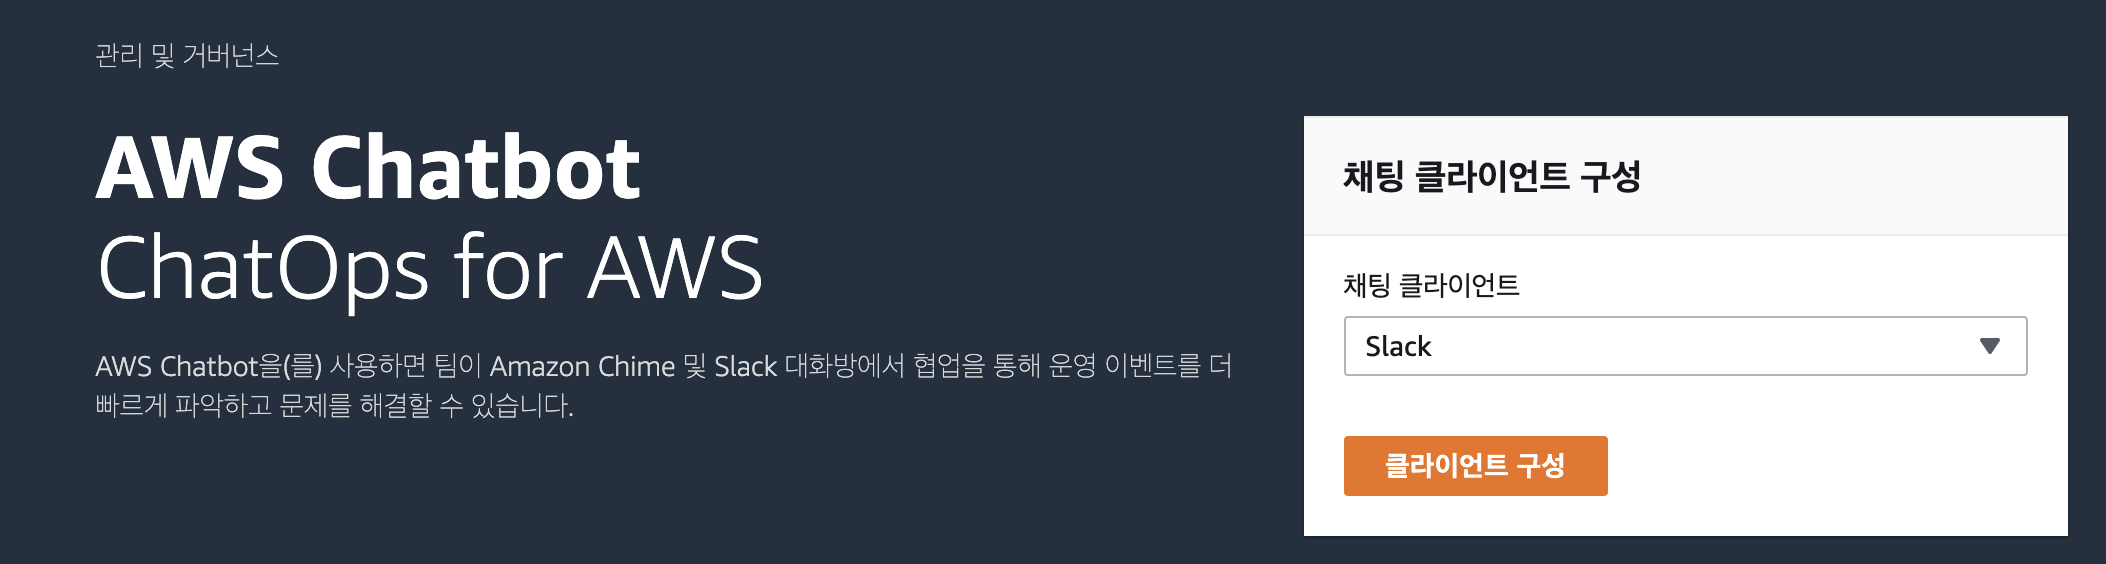 관리 및 거버넌스
AWS Chatbot
ChatOps for AWS
AWS Chatbot을(를) 사용하면 팀이 Amazon Chime 및 Slack 대화방에서 협업을 통해 운영 이벤트를 더
빠르게 파악하고 문제를 해결할 수 있습니다.
채팅 클라이언트 구성
채팅 클라이언트
Slack
클라이언트 구성